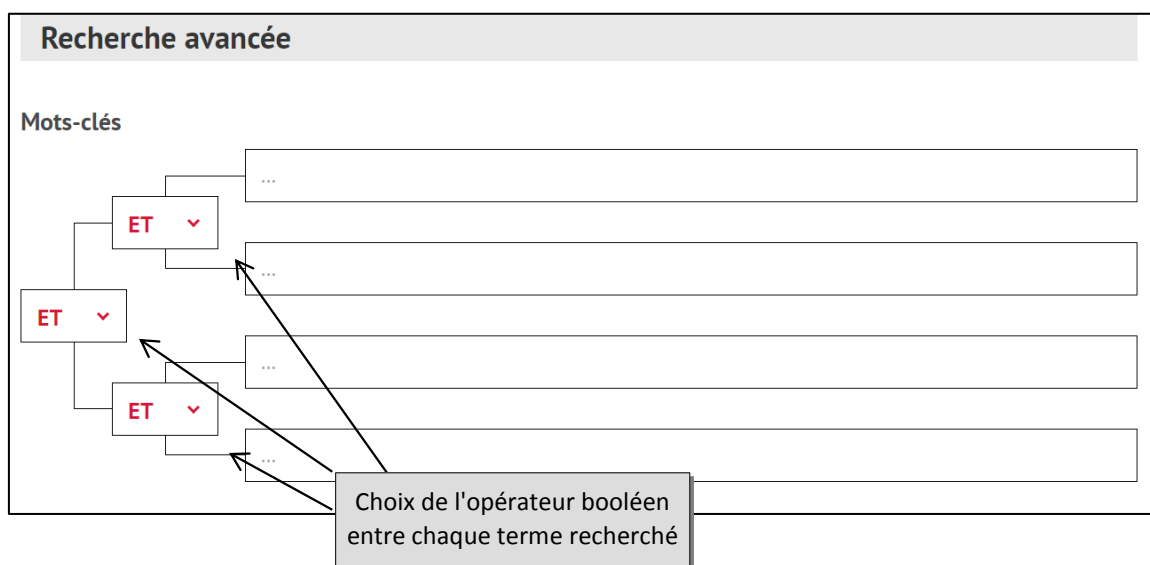 Recherche avancée
Mots-clés
...
ET
...
ET
...
ET
...
Choix de l'opérateur booléen
entre chaque terme recherché